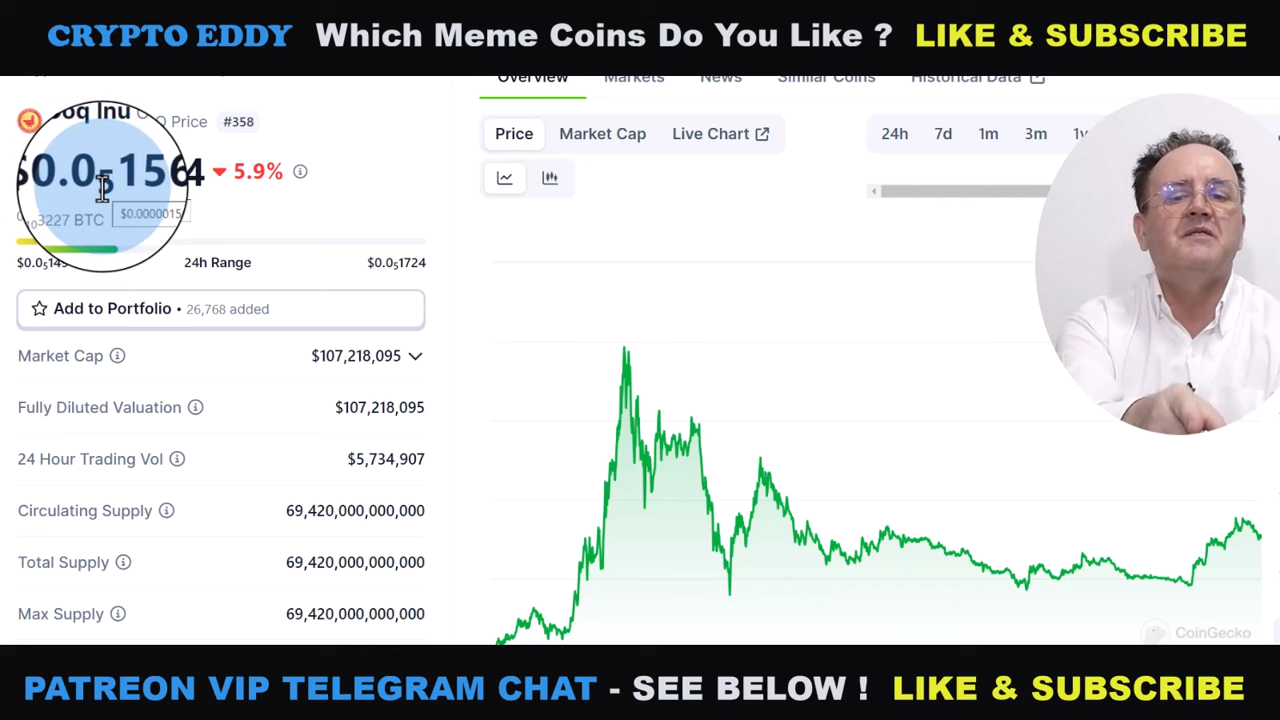 CRYPTO EDDY Which Meme Coins Do You Like ? LIKE & SUBSCRIBE
Overview Markets News Similar Coins Historical Data
oq Inu Price #358
$0.0₅1564 5.9%
3227 BTC $0.0000015
24h Range $0.0₅1724
Add to Portfolio • 26,768 added
Market Cap $107,218,095
Fully Diluted Valuation $107,218,095
24 Hour Trading Vol $5,734,907
Circulating Supply 69,420,000,000,000
Total Supply 69,420,000,000,000
Max Supply 69,420,000,000,000
Price Market Cap Live Chart
24h 7d 1m 3m
CoinGecko
PATREON VIP TELEGRAM CHAT - SEE BELOW ! LIKE & SUBSCRIBE